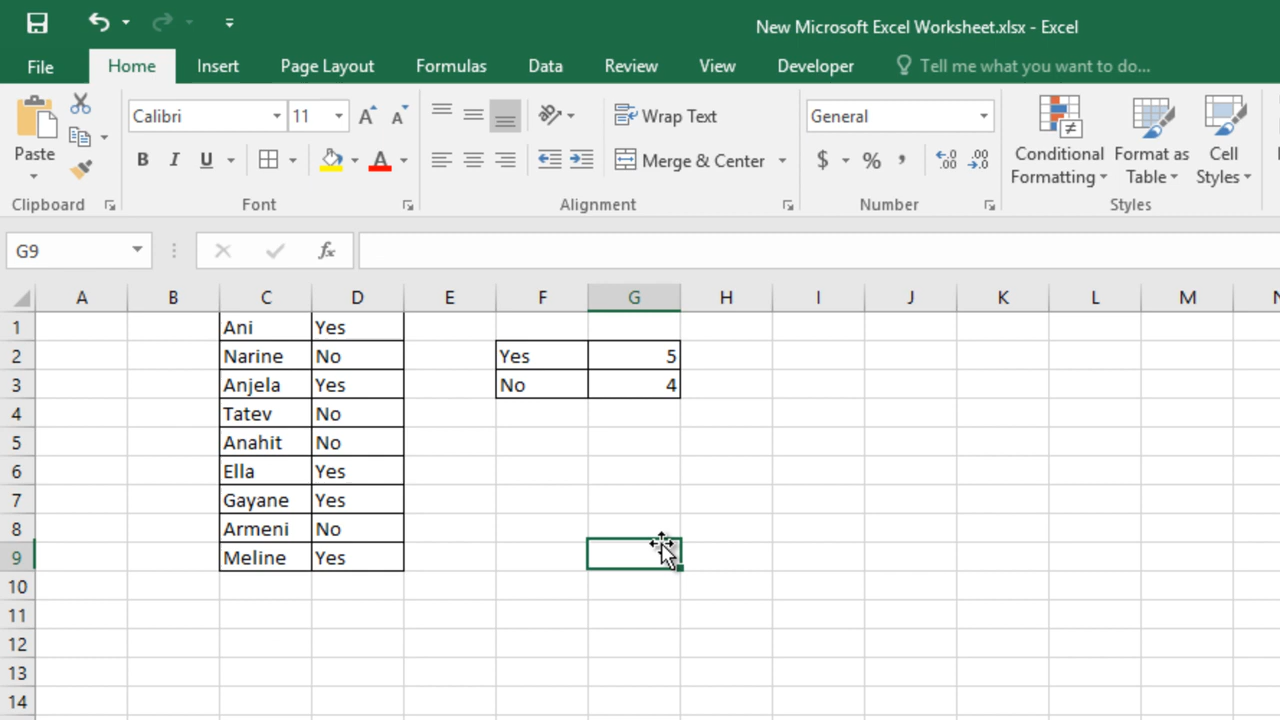 New Microsoft Excel Worksheet.xlsx - Excel
File Home Insert Page Layout Formulas Data Review View Developer Tell me what you want to do...
Calibri 11 A A Wrap Text General
Paste B I U A Merge & Center $ % , .00 .0 .00
Conditional Formatting Format as Table Cell Styles
Clipboard Font Alignment Number Styles
G9 fx
A B C D E F G H I J K L M N
1 Ani Yes
2 Narine No Yes 5
3 Anjela Yes No 4
4 Tatev No
5 Anahit No
6 Ella Yes
7 Gayane Yes
8 Armeni No
9 Meline Yes
10
11
12
13
14